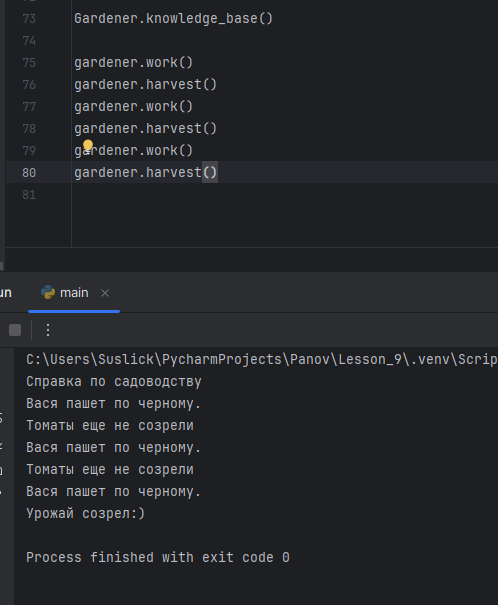 73 Gardener.knowledge_base()
74
75 gardener.work()
76 gardener.harvest()
77 gardener.work()
78 gardener.harvest()
79 gardener.work()
80 gardener.harvest()
81
main
C:\Users\Suslick\PycharmProjects\Panov\Lesson_9\.venv\Scrip
Справка по садоводству
Вася пашет по черному.
Томаты еще не созрели
Вася пашет по черному.
Томаты еще не созрели
Вася пашет по черному.
Урожай созрел:)
Process finished with exit code 0